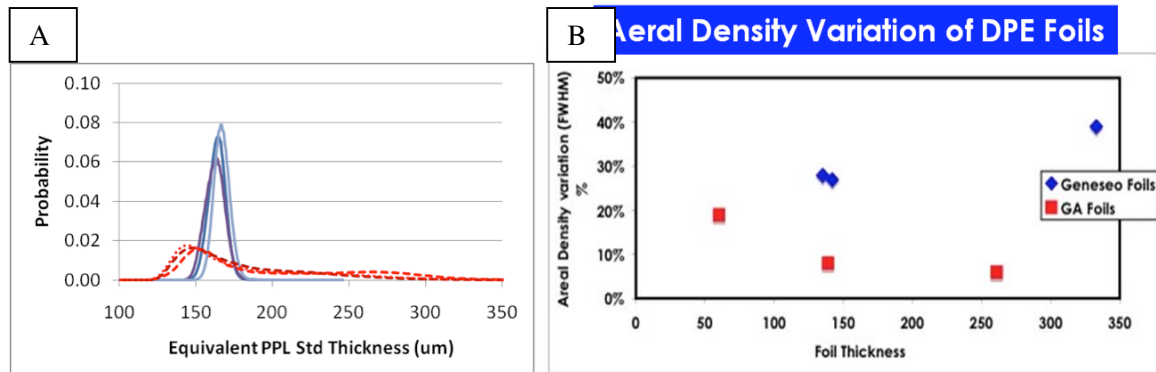 A
0.10
0.08
0.06
0.04
0.02
0.00
Probability
100 150 200 250 300 350
Equivalent PPL Std Thickness (um)
B
Aeral Density Variation of DPE Foils
50%
40%
30%
20%
10%
0%
Areal Density variation (FWHM)
%
0 50 100 150 200 250 300 350
Foil Thickness
Geneseo Foils
GA Foils